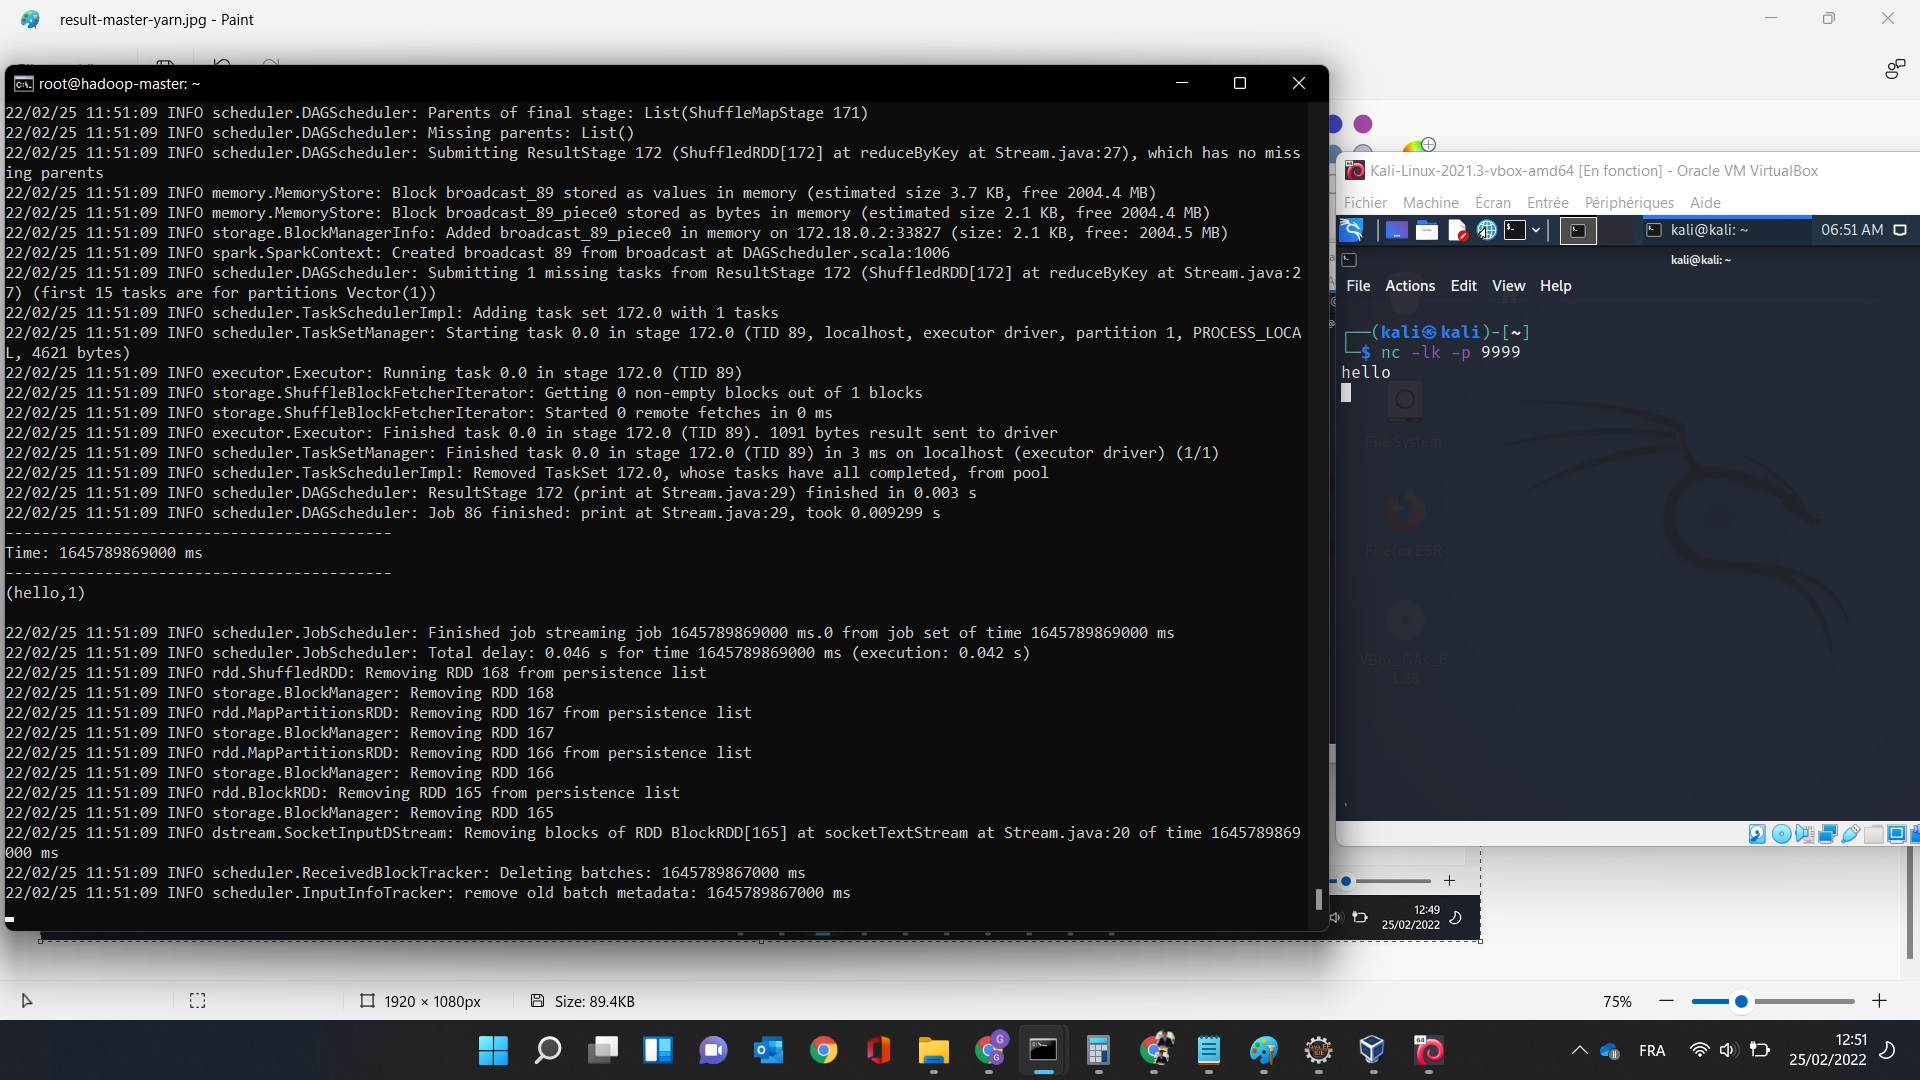 result-master-yarn.jpg - Paint
root@hadoop-master: ~
22/02/25 11:51:09 INFO scheduler.DAGScheduler: Parents of final stage: List(ShuffleMapStage 171)
22/02/25 11:51:09 INFO scheduler.DAGScheduler: Missing parents: List()
22/02/25 11:51:09 INFO scheduler.DAGScheduler: Submitting ResultStage 172 (ShuffledRDD[172] at reduceByKey at Stream.java:27), which has no miss
ing parents
22/02/25 11:51:09 INFO memory.MemoryStore: Block broadcast_89 stored as values in memory (estimated size 3.7 KB, free 2004.4 MB)
22/02/25 11:51:09 INFO memory.MemoryStore: Block broadcast_89_piece0 stored as bytes in memory (estimated size 2.1 KB, free 2004.4 MB)
22/02/25 11:51:09 INFO storage.BlockManagerInfo: Added broadcast_89_piece0 in memory on 172.18.0.2:33827 (size: 2.1 KB, free: 2004.5 MB)
22/02/25 11:51:09 INFO spark.SparkContext: Created broadcast 89 from broadcast at DAGScheduler.scala:1006
22/02/25 11:51:09 INFO scheduler.DAGScheduler: Submitting 1 missing tasks from ResultStage 172 (ShuffledRDD[172] at reduceByKey at Stream.java:2
7) (first 15 tasks are for partitions Vector(1))
22/02/25 11:51:09 INFO scheduler.TaskSchedulerImpl: Adding task set 172.0 with 1 tasks
22/02/25 11:51:09 INFO scheduler.TaskSetManager: Starting task 0.0 in stage 172.0 (TID 89, localhost, executor driver, partition 1, PROCESS_LOCA
L, 4621 bytes)
22/02/25 11:51:09 INFO executor.Executor: Running task 0.0 in stage 172.0 (TID 89)
22/02/25 11:51:09 INFO storage.ShuffleBlockFetcherIterator: Getting 0 non-empty blocks out of 1 blocks
22/02/25 11:51:09 INFO storage.ShuffleBlockFetcherIterator: Started 0 remote fetches in 0 ms
22/02/25 11:51:09 INFO executor.Executor: Finished task 0.0 in stage 172.0 (TID 89). 1091 bytes result sent to driver
22/02/25 11:51:09 INFO scheduler.TaskSetManager: Finished task 0.0 in stage 172.0 (TID 89) in 3 ms on localhost (executor driver) (1/1)
22/02/25 11:51:09 INFO scheduler.TaskSchedulerImpl: Removed TaskSet 172.0, whose tasks have all completed, from pool
22/02/25 11:51:09 INFO scheduler.DAGScheduler: ResultStage 172 (print at Stream.java:29) finished in 0.003 s
22/02/25 11:51:09 INFO scheduler.DAGScheduler: Job 86 finished: print at Stream.java:29, took 0.009299 s
-------------------------------------------
Time: 1645789869000 ms
-------------------------------------------
(hello,1)
22/02/25 11:51:09 INFO scheduler.JobScheduler: Finished job streaming job 1645789869000 ms.0 from job set of time 1645789869000 ms
22/02/25 11:51:09 INFO scheduler.JobScheduler: Total delay: 0.046 s for time 1645789869000 ms (execution: 0.042 s)
22/02/25 11:51:09 INFO rdd.ShuffledRDD: Removing RDD 168 from persistence list
22/02/25 11:51:09 INFO storage.BlockManager: Removing RDD 168
22/02/25 11:51:09 INFO rdd.MapPartitionsRDD: Removing RDD 167 from persistence list
22/02/25 11:51:09 INFO storage.BlockManager: Removing RDD 167
22/02/25 11:51:09 INFO rdd.MapPartitionsRDD: Removing RDD 166 from persistence list
22/02/25 11:51:09 INFO storage.BlockManager: Removing RDD 166
22/02/25 11:51:09 INFO rdd.BlockRDD: Removing RDD 165 from persistence list
22/02/25 11:51:09 INFO storage.BlockManager: Removing RDD 165
22/02/25 11:51:09 INFO dstream.SocketInputDStream: Removing blocks of RDD BlockRDD[165] at socketTextStream at Stream.java:20 of time 1645789869
000 ms
22/02/25 11:51:09 INFO scheduler.ReceivedBlockTracker: Deleting batches: 1645789867000 ms
22/02/25 11:51:09 INFO scheduler.InputInfoTracker: remove old batch metadata: 1645789867000 ms
Kali-Linux-2021.3-vbox-amd64 [En fonction] - Oracle VM VirtualBox
Fichier Machine Écran Entrée Périphériques Aide
kali@kali: ~ 06:51 AM
kali@kali: ~
File Actions Edit View Help
┌──(kali㉿kali)-[~]
└─$ nc -lk -p 9999
hello
File System
Firefox ESR
VBox_GAs_6
1.28
12:49
25/02/2022
1920 × 1080px Size: 89.4KB 75%
FRA
12:51
25/02/2022